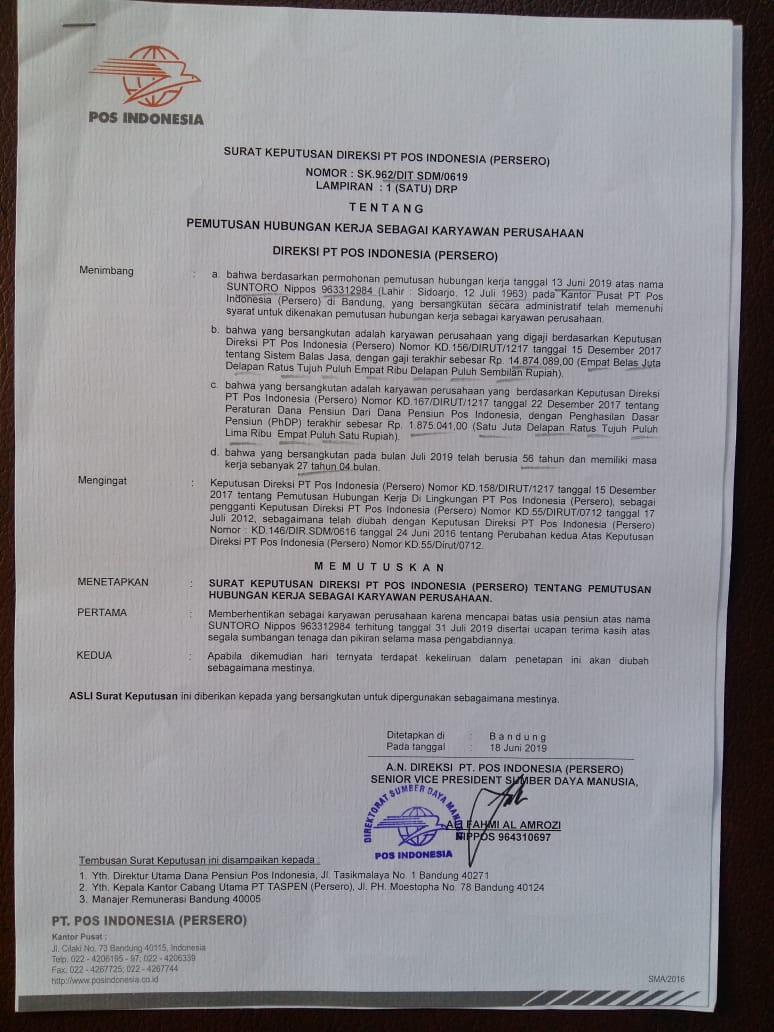 POS INDONESIA
SURAT KEPUTUSAN DIREKSI PT POS INDONESIA (PERSERO)
NOMOR : SK.962/DIT SDM/0619
LAMPIRAN : 1 (SATU) DRP
T E N T A N G
PEMUTUSAN HUBUNGAN KERJA SEBAGAI KARYAWAN PERUSAHAAN
DIREKSI PT POS INDONESIA (PERSERO)
Menimbang : a. bahwa berdasarkan permohonan pemutusan hubungan kerja tanggal 13 Juni 2019 atas nama
SUNTORO Nippos 963312984 (Lahir : Sidoarjo, 12 Juli 1963) pada Kantor Pusat PT Pos
Indonesia (Persero) di Bandung, yang bersangkutan secara administratif telah memenuhi
syarat untuk dikenakan pemutusan hubungan kerja sebagai karyawan perusahaan.
b. bahwa yang bersangkutan adalah karyawan perusahaan yang digaji berdasarkan Keputusan
Direksi PT Pos Indonesia (Persero) Nomor KD.156/DIRUT/1217 tanggal 15 Desember 2017
tentang Sistem Balas Jasa, dengan gaji terakhir sebesar Rp. 14.874.089,00 (Empat Belas Juta
Delapan Ratus Tujuh Puluh Empat Ribu Delapan Puluh Sembilan Rupiah).
c. bahwa yang bersangkutan adalah karyawan perusahaan yang berdasarkan Keputusan Direksi
PT Pos Indonesia (Persero) Nomor KD.167/DIRUT/1217 tanggal 22 Desember 2017 tentang
Peraturan Dana Pensiun Dari Dana Pensiun Pos Indonesia, dengan Penghasilan Dasar
Pensiun (PhDP) terakhir sebesar Rp. 1.875.041,00 (Satu Juta Delapan Ratus Tujuh Puluh
Lima Ribu Empat Puluh Satu Rupiah).
d. bahwa yang bersangkutan pada bulan Juli 2019 telah berusia 56 tahun dan memiliki masa
kerja sebanyak 27 tahun 04 bulan.
Mengingat : Keputusan Direksi PT Pos Indonesia (Persero) Nomor KD.158/DIRUT/1217 tanggal 15 Desember
2017 tentang Pemutusan Hubungan Kerja Di Lingkungan PT Pos Indonesia (Persero), sebagai
pengganti Keputusan Direksi PT Pos Indonesia (Persero) Nomor KD.55/DIRUT/0712 tanggal 17
Juli 2012, sebagaimana telah diubah dengan Keputusan Direksi PT Pos Indonesia (Persero)
Nomor : KD.146/DIR.SDM/0616 tanggal 24 Juni 2016 tentang Perubahan kedua Atas Keputusan
Direksi PT Pos Indonesia (Persero) Nomor KD.55/Dirut/0712.
M E M U T U S K A N
MENETAPKAN : SURAT KEPUTUSAN DIREKSI PT POS INDONESIA (PERSERO) TENTANG PEMUTUSAN
HUBUNGAN KERJA SEBAGAI KARYAWAN PERUSAHAAN.
PERTAMA : Memberhentikan sebagai karyawan perusahaan karena mencapai batas usia pensiun atas nama
SUNTORO Nippos 963312984 terhitung tanggal 31 Juli 2019 disertai ucapan terima kasih atas
segala sumbangan tenaga dan pikiran selama masa pengabdiannya.
KEDUA : Apabila dikemudian hari ternyata terdapat kekeliruan dalam penetapan ini akan diubah
sebagaimana mestinya.
ASLI Surat Keputusan ini diberikan kepada yang bersangkutan untuk dipergunakan sebagaimana mestinya.
Ditetapkan di : B a n d u n g
Pada tanggal : 18 Juni 2019
A.N. DIREKSI PT. POS INDONESIA (PERSERO)
SENIOR VICE PRESIDENT SUMBER DAYA MANUSIA,
DIREKTORAT SUMBER DAYA MANUSIA
POS INDONESIA
ALI FAHMI AL AMROZI
NIPPOS 964310697
Tembusan Surat Keputusan ini disampaikan kepada :
1. Yth. Direktur Utama Dana Pensiun Pos Indonesia, Jl. Tasikmalaya No. 1 Bandung 40271
2. Yth. Kepala Kantor Cabang Utama PT TASPEN (Persero), Jl. PH. Moestopha No. 78 Bandung 40124
3. Manajer Remunerasi Bandung 40005
PT. POS INDONESIA (PERSERO)
Kantor Pusat :
Jl. Cilaki No. 73 Bandung 40115, Indonesia
Telp. 022 - 4206195 - 97; 022 - 4206339
Fax. 022 - 4267725; 022 - 4267744
http://www.posindonesia.co.id
SMA/2016